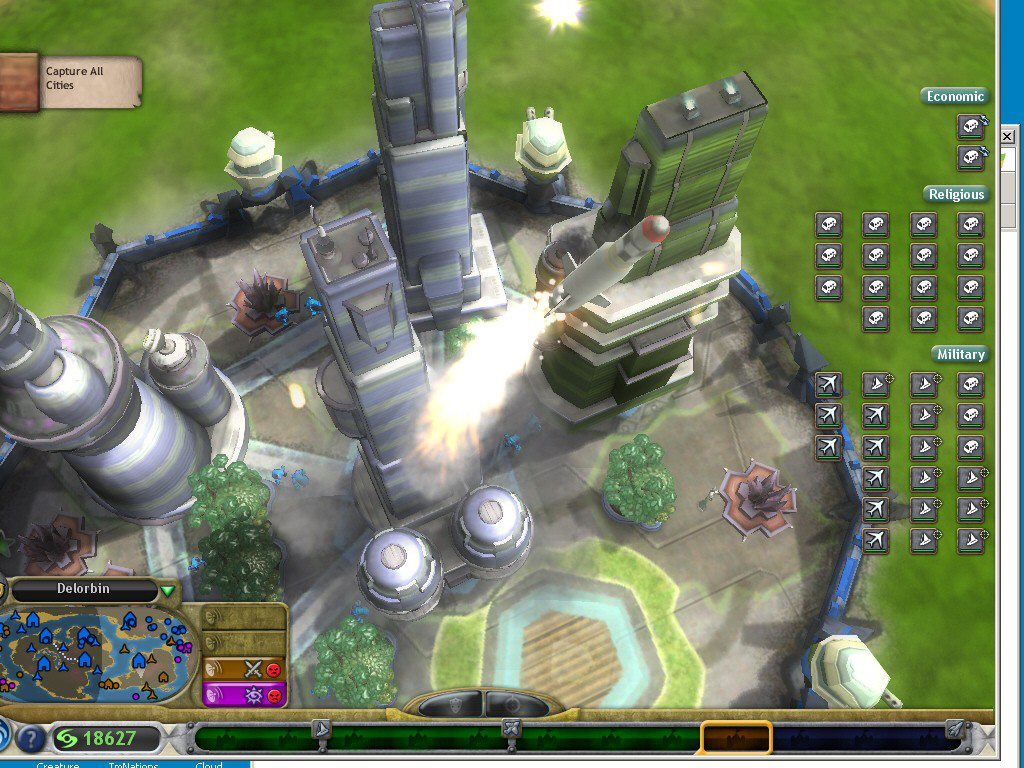 Capture All
Cities
Economic
Religious
Military
Delorbin
?
18627
Creature TmNations Cloud